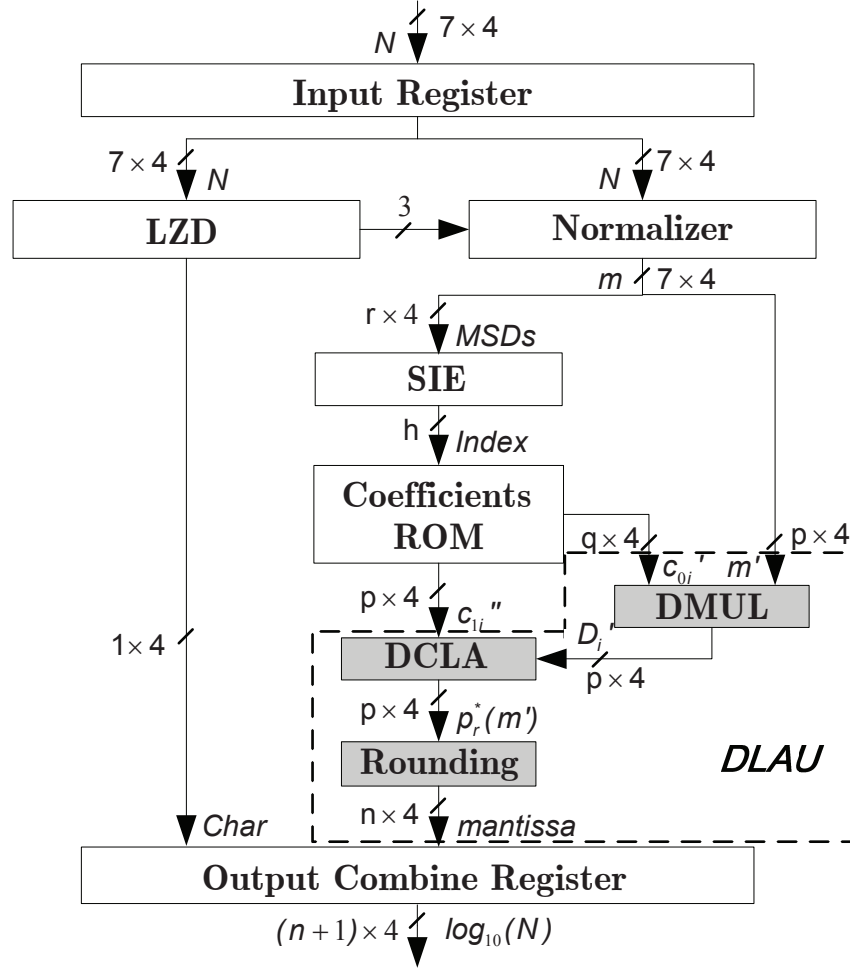 7 × 4
N
Input Register
7 × 4
N
7 × 4
N
LZD
3
Normalizer
m
7 × 4
r × 4
MSDs
SIE
h
Index
Coefficients
ROM
q × 4
p × 4
c₀ᵢ'
m'
p × 4
c₁ᵢ''
DMUL
1 × 4
DCLA
Dᵢ'
p × 4
p × 4
pᵣ*(m')
Rounding
DLAU
n × 4
Char
mantissa
Output Combine Register
(n + 1) × 4
log₁₀(N)